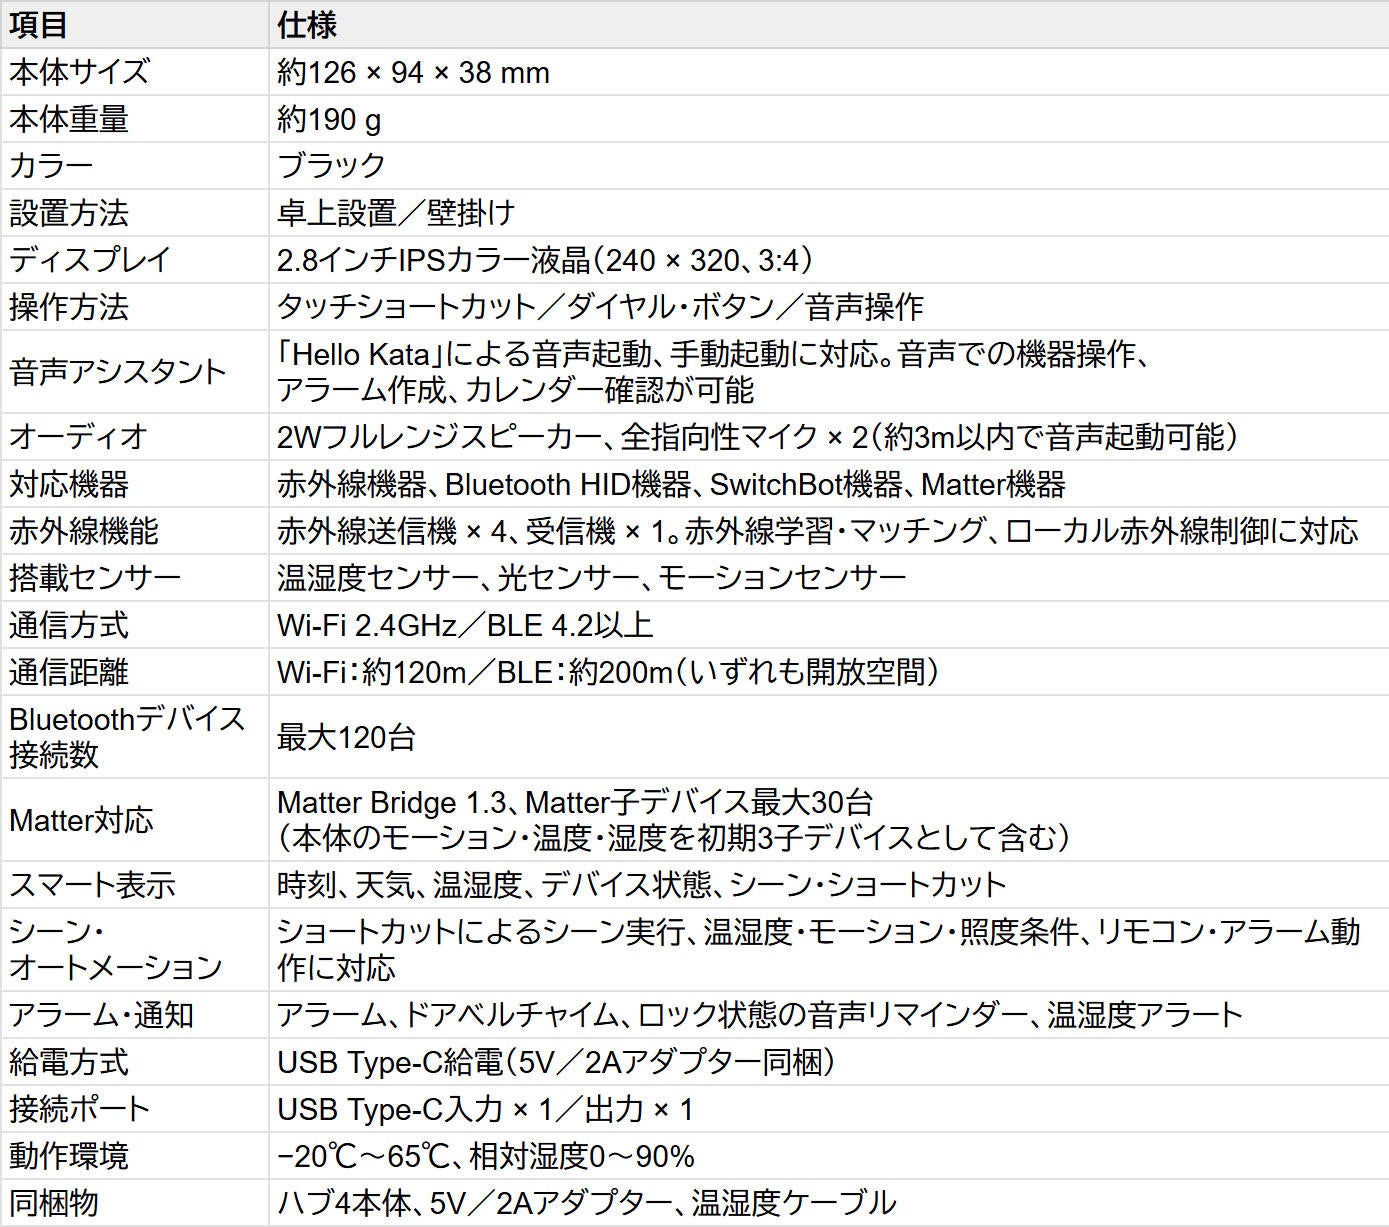 項目 仕様
本体サイズ 約126 × 94 × 38 mm
本体重量 約190 g
カラー ブラック
設置方法 卓上設置／壁掛け
ディスプレイ 2.8インチIPSカラー液晶（240 × 320、3:4）
操作方法 タッチショートカット／ダイヤル・ボタン／音声操作
音声アシスタント 「Hello Kata」による音声起動、手動起動に対応。音声での機器操作、
アラーム作成、カレンダー確認が可能
オーディオ 2Wフルレンジスピーカー、全指向性マイク × 2（約3m以内で音声起動可能）
対応機器 赤外線機器、Bluetooth HID機器、SwitchBot機器、Matter機器
赤外線機能 赤外線送信機 × 4、受信機 × 1。赤外線学習・マッチング、ローカル赤外線制御に対応
搭載センサー 温湿度センサー、光センサー、モーションセンサー
通信方式 Wi-Fi 2.4GHz／BLE 4.2以上
通信距離 Wi-Fi：約120m／BLE：約200m（いずれも開放空間）
Bluetoothデバイス
接続数 最大120台
Matter対応 Matter Bridge 1.3、Matter子デバイス最大30台
（本体のモーション・温度・湿度を初期3子デバイスとして含む）
スマート表示 時刻、天気、温湿度、デバイス状態、シーン・ショートカット
シーン・
オートメーション ショートカットによるシーン実行、温湿度・モーション・照度条件、リモコン・アラーム動
作に対応
アラーム・通知 アラーム、ドアベルチャイム、ロック状態の音声リマインダー、温湿度アラート
給電方式 USB Type-C給電（5V／2Aアダプター同梱）
接続ポート USB Type-C入力 × 1／出力 × 1
動作環境 −20℃～65℃、相対湿度0～90%
同梱物 ハブ4本体、5V／2Aアダプター、温湿度ケーブル